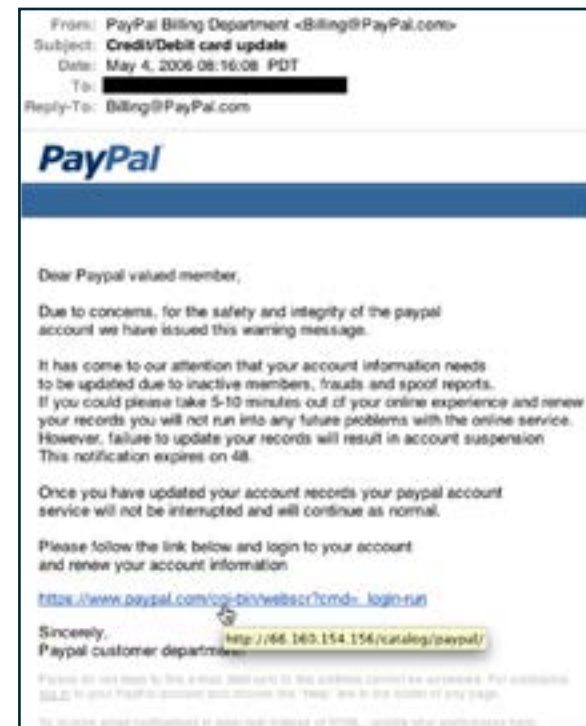 From: PayPal Billing Department <Billing@PayPal.com>
Subject: Credit/Debit card update
Date: May 4, 2006 08:16:08 PDT
To:
Reply-To: Billing@PayPal.com
PayPal
Dear Paypal valued member,
Due to concerns, for the safety and integrity of the paypal
account we have issued this warning message.
It has come to our attention that your account information needs
to be updated due to inactive members, frauds and spoof reports.
If you could please take 5-10 minutes out of your online experience and renew
your records you will not run into any future problems with the online service.
However, failure to update your records will result in account suspension
This notification expires on 48.
Once you have updated your account records your paypal account
service will not be interrupted and will continue as normal.
Please follow the link below and login to your account
and renew your account information
https://www.paypal.com/cgi-bin/webscr?cmd=_login-run
Sincerely,
http://66.160.154.156/catalog/paypal/
Paypal customer department